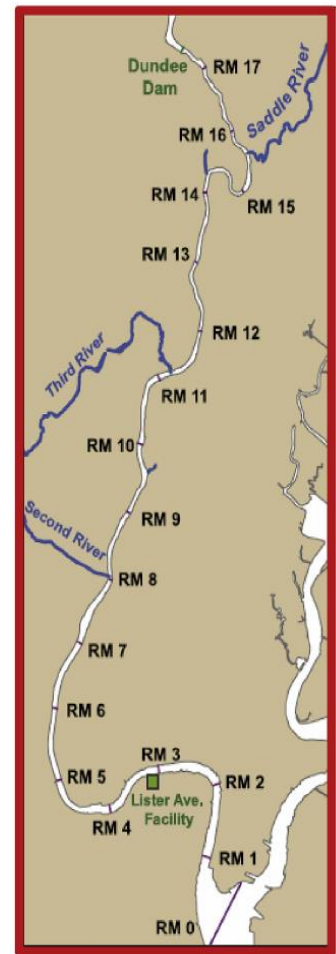 Dundee
Dam
RM 17
Saddle River
RM 16
RM 14
RM 15
RM 13
RM 12
Third River
RM 11
RM 10
RM 9
Second River
RM 8
RM 7
RM 6
RM 5
RM 3
RM 2
Lister Ave.
Facility
RM 4
RM 1
RM 0